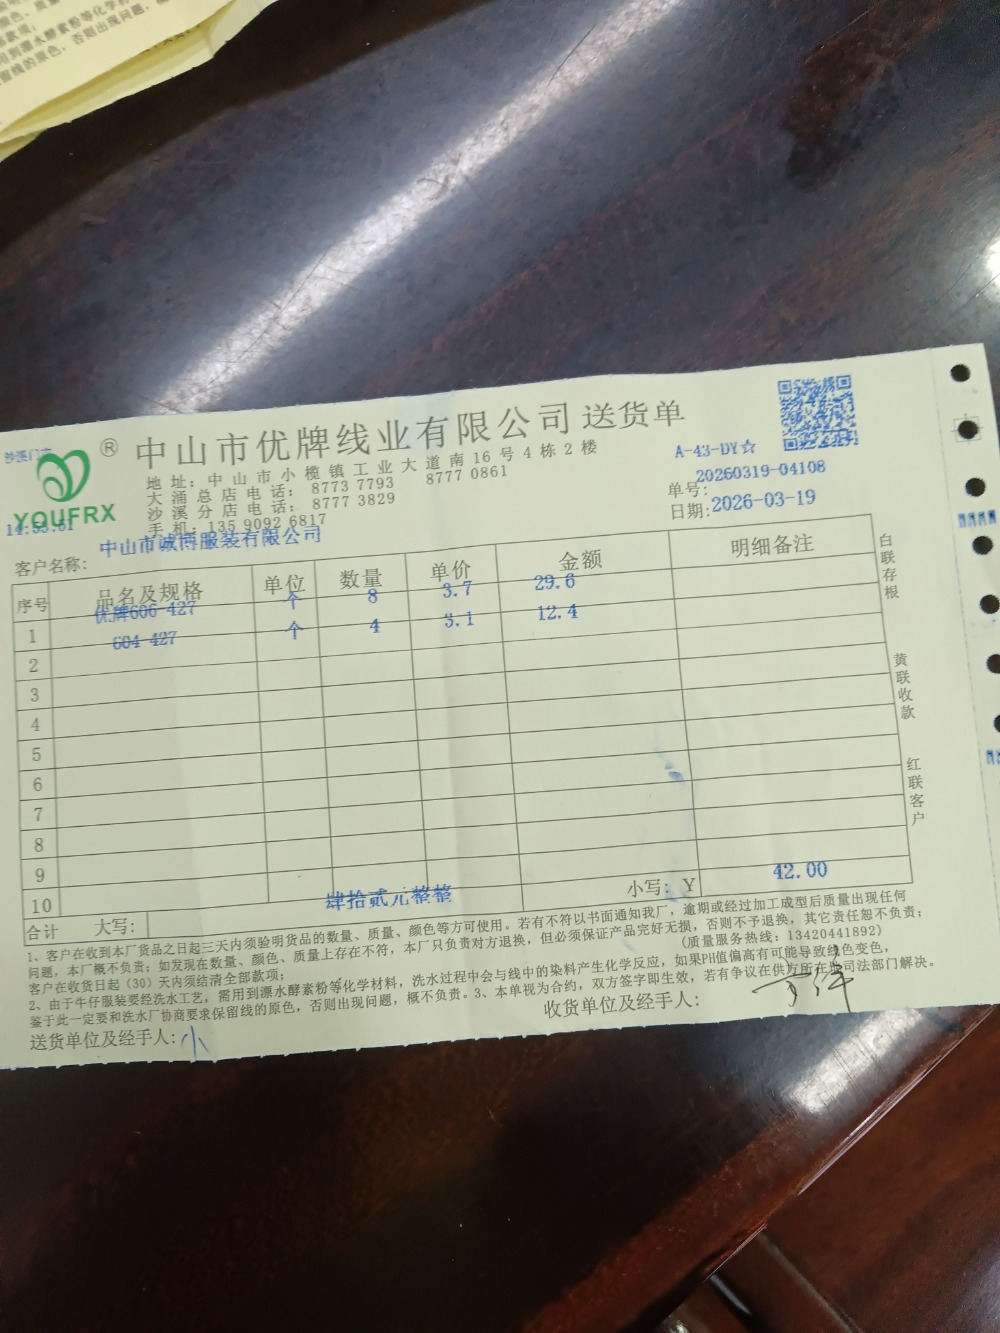 沙溪门市
YOUFRX
14:53:51
®
中山市优牌线业有限公司送货单
地址:中山市小榄镇工业大道南16号4栋2楼
大涌总店电话: 8773 7793 8777 0861
沙溪分店电话: 8777 3829
手机:135 9092 6817
A-43-DY☆
单号: 20260319-04108
日期: 2026-03-19
客户名称: 中山市诚博服装有限公司
序号 品名及规格 单位 数量 单价 金额 明细备注
1 优牌606-427 个 8 3.7 29.6
2 604-427 个 4 3.1 12.4
3
4
5
6
7
8
9
10
合计 大写: 肆拾贰元整整 小写: Y 42.00
白联存根
黄联收款
红联客户
1、客户在收到本厂货品之日起三天内须验明货品的数量、质量、颜色等方可使用。若有不符以书面通知我厂,逾期或经过加工成型后质量出现任何
问题,本厂概不负责;如发现在数量、颜色、质量上存在不符,本厂只负责对方退换,但必须保证产品完好无损,否则不予退换,其它责任恕不负责;
客户在收货日起(30)天内须结清全部款项; (质量服务热线:13420441892)
2、由于牛仔服装要经洗水工艺,需用到漂水酵素粉等化学材料,洗水过程中会与线中的染料产生化学反应,如果PH值偏高有可能导致线色变色,
鉴于此一定要和洗水厂协商要求保留线的原色,否则出现问题,概不负责。3、本单视为合约,双方签字即生效,若有争议在供方所在地司法部门解决。
送货单位及经手人: 小
收货单位及经手人: